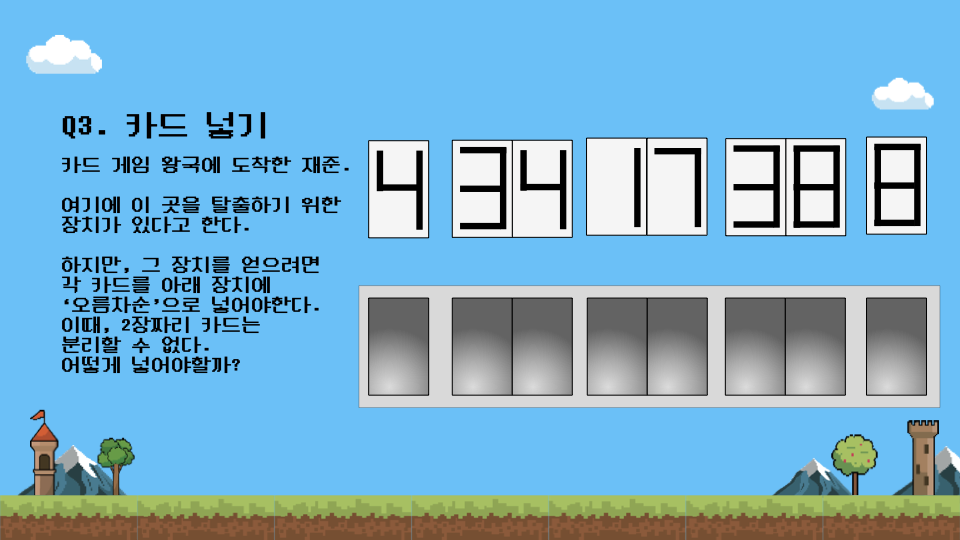 Q3. 카드 넣기
카드 게임 왕국에 도착한 재준.
여기에 이 곳을 탈출하기 위한
장치가 있다고 한다.
하지만, 그 장치를 얻으려면
각 카드를 아래 장치에
‘오름차순’으로 넣어야한다.
이때, 2장짜리 카드는
분리할 수 없다.
어떻게 넣어야할까?
4 34 17 38 8